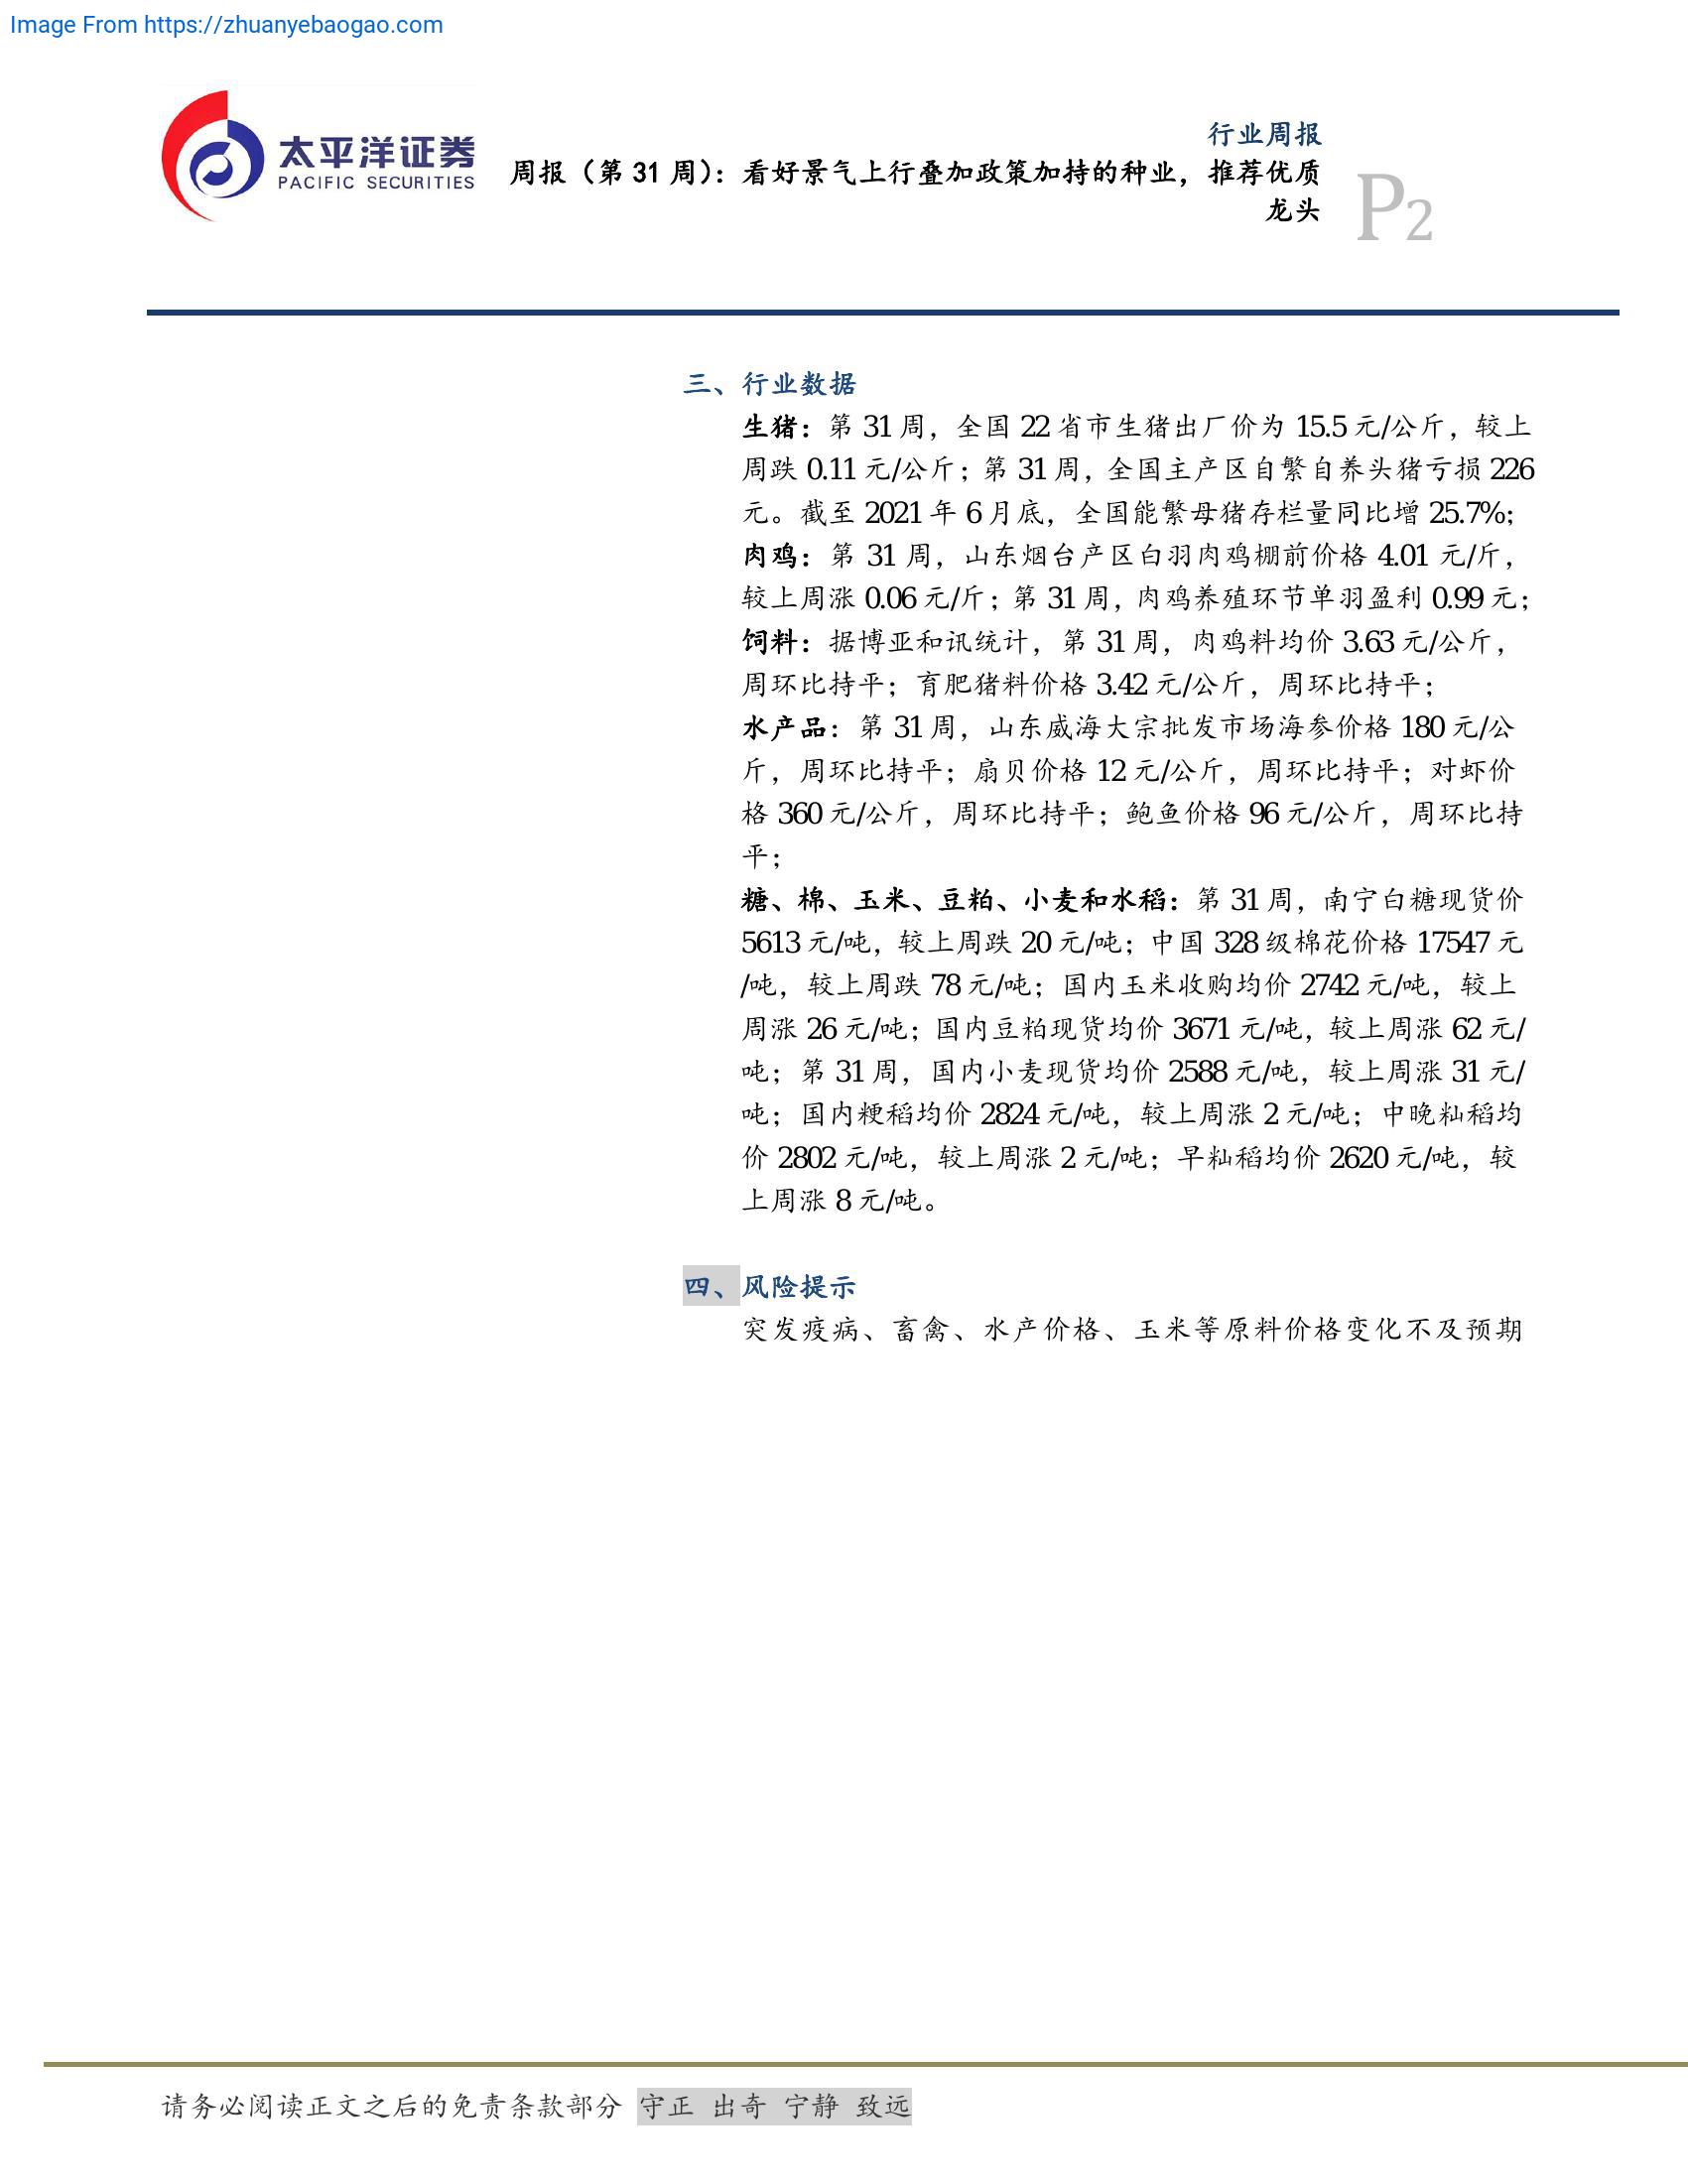 Image From https://zhuanyebaogao.com
太平洋证券
PACIFIC SECURITIES
行业周报
周报（第 31 周）：看好景气上行叠加政策加持的种业，推荐优质
龙头
P2
三、行业数据
生猪：第 31 周，全国 22 省市生猪出厂价为 15.5 元/公斤，较上
周跌 0.11 元/公斤；第 31 周，全国主产区自繁自养头猪亏损 226
元。截至 2021 年 6 月底，全国能繁母猪存栏量同比增 25.7%；
肉鸡：第 31 周，山东烟台产区白羽肉鸡棚前价格 4.01 元/斤，
较上周涨 0.06 元/斤；第 31 周，肉鸡养殖环节单羽盈利 0.99 元；
饲料：据博亚和讯统计，第 31 周，肉鸡料均价 3.63 元/公斤，
周环比持平；育肥猪料价格 3.42 元/公斤，周环比持平；
水产品：第 31 周，山东威海大宗批发市场海参价格 180 元/公
斤，周环比持平；扇贝价格 12 元/公斤，周环比持平；对虾价
格 360 元/公斤，周环比持平；鲍鱼价格 96 元/公斤，周环比持
平；
糖、棉、玉米、豆粕、小麦和水稻：第 31 周，南宁白糖现货价
5613 元/吨，较上周跌 20 元/吨；中国 328 级棉花价格 17547 元
/吨，较上周跌 78 元/吨；国内玉米收购均价 2742 元/吨，较上
周涨 26 元/吨；国内豆粕现货均价 3671 元/吨，较上周涨 62 元/
吨；第 31 周，国内小麦现货均价 2588 元/吨，较上周涨 31 元/
吨；国内粳稻均价 2824 元/吨，较上周涨 2 元/吨；中晚籼稻均
价 2802 元/吨，较上周涨 2 元/吨；早籼稻均价 2620 元/吨，较
上周涨 8 元/吨。
四、风险提示
突发疫病、畜禽、水产价格、玉米等原料价格变化不及预期
请务必阅读正文之后的免责条款部分 守正 出奇 宁静 致远